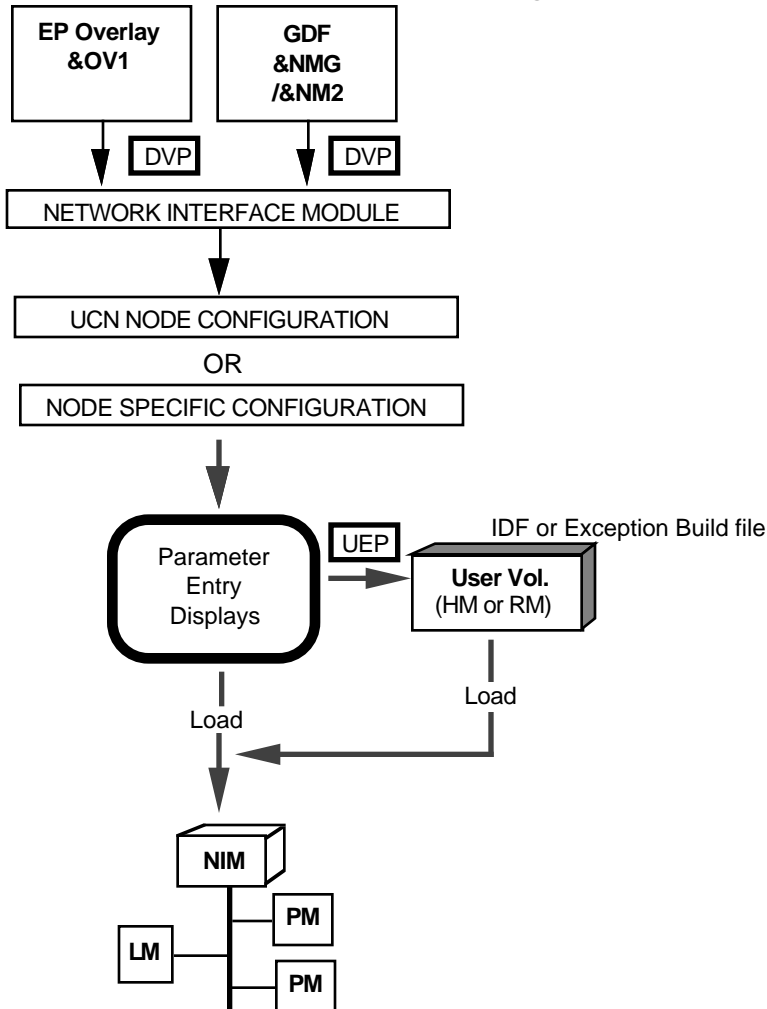 EP Overlay
&OV1
GDF
&NMG
/&NM2
DVP
DVP
NETWORK INTERFACE MODULE
UCN NODE CONFIGURATION
OR
NODE SPECIFIC CONFIGURATION
Parameter
Entry
Displays
UEP
IDF or Exception Build file
User Vol.
(HM or RM)
Load
Load
NIM
PM
LM
PM